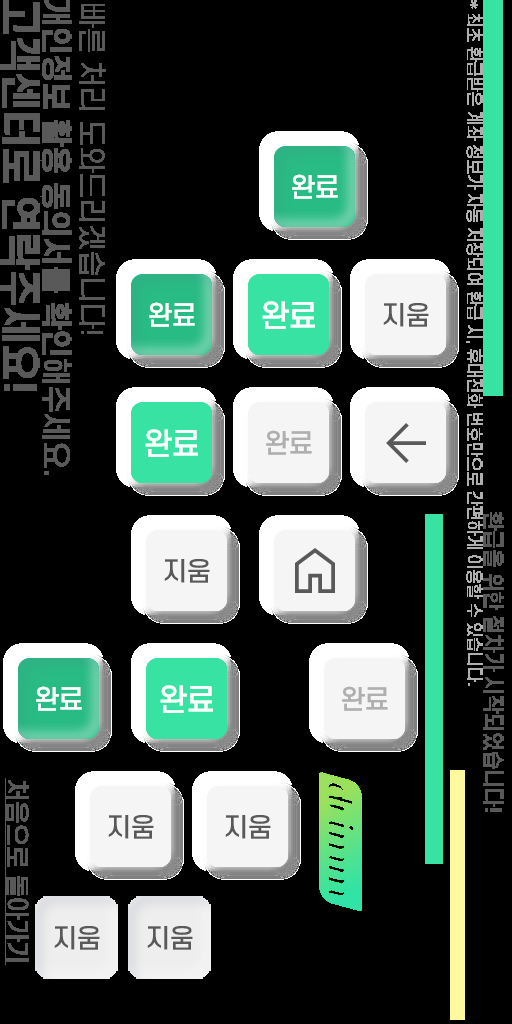 빠른 처리 도와드리겠습니다!
개인정보 활용 동의서를 확인해주세요.
고객센터로 연락주세요!
* 최초 환급받은 계좌 정보가 자동 저장되며 환급 시, 휴대전화 번호만으로 간편하게 이용할 수 있습니다.
환급을 위한 절차가 시작되었습니다!
완료
완료
완료
지움
완료
완료
지움
완료
완료
완료
지움
지움
지움
지움
처음으로 돌아가기